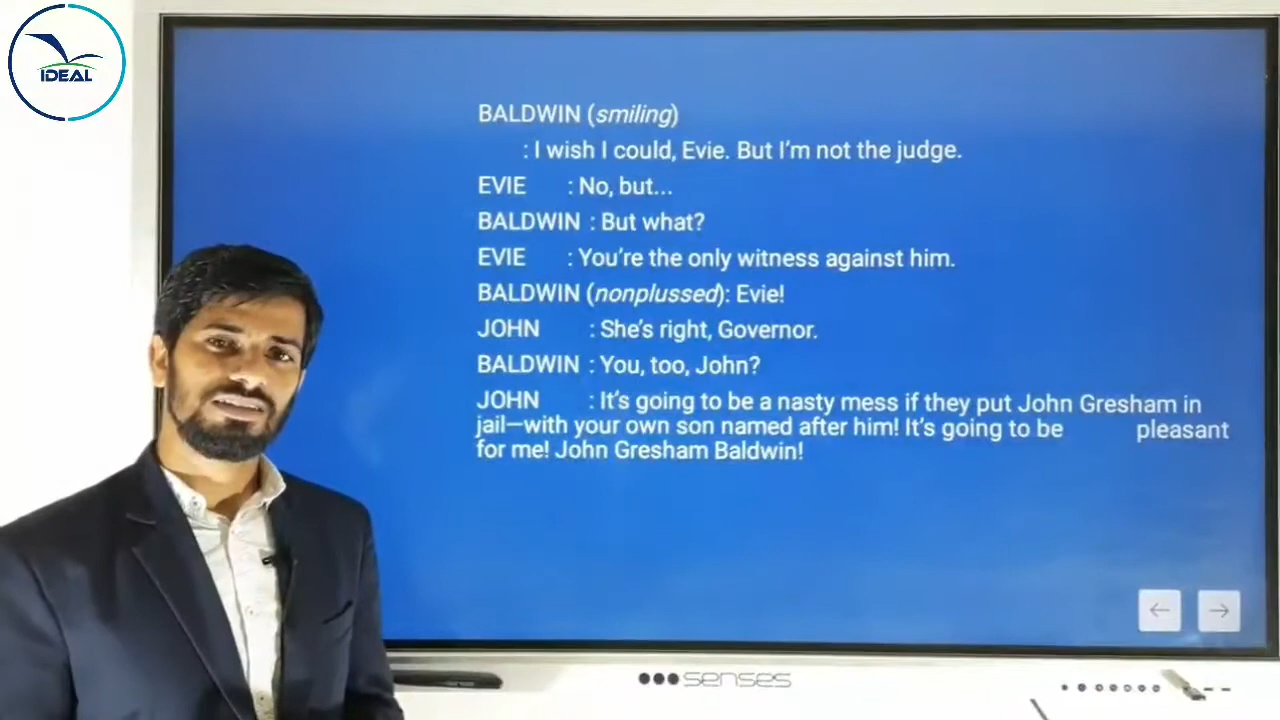 IDEAL
BALDWIN (smiling)
: I wish I could, Evie. But I'm not the judge.
EVIE : No, but...
BALDWIN : But what?
EVIE : You're the only witness against him.
BALDWIN (nonplussed): Evie!
JOHN : She's right, Governor.
BALDWIN : You, too, John?
JOHN : It's going to be a nasty mess if they put John Gresham in
jail—with your own son named after him! It's going to be pleasant
for me! John Gresham Baldwin!
senses